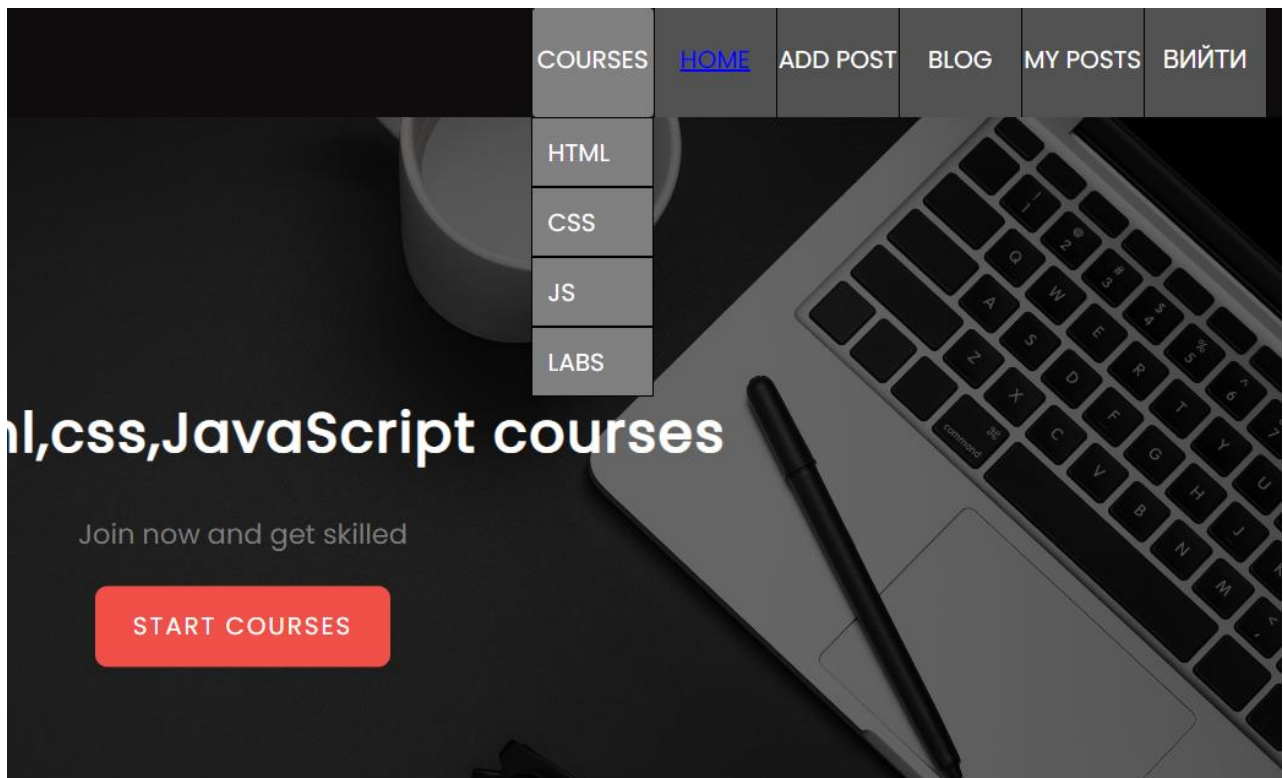 COURSES HOME ADD POST BLOG MY POSTS ВИЙТИ
HTML
CSS
JS
LABS
l,css,JavaScript courses
Join now and get skilled
START COURSES
command